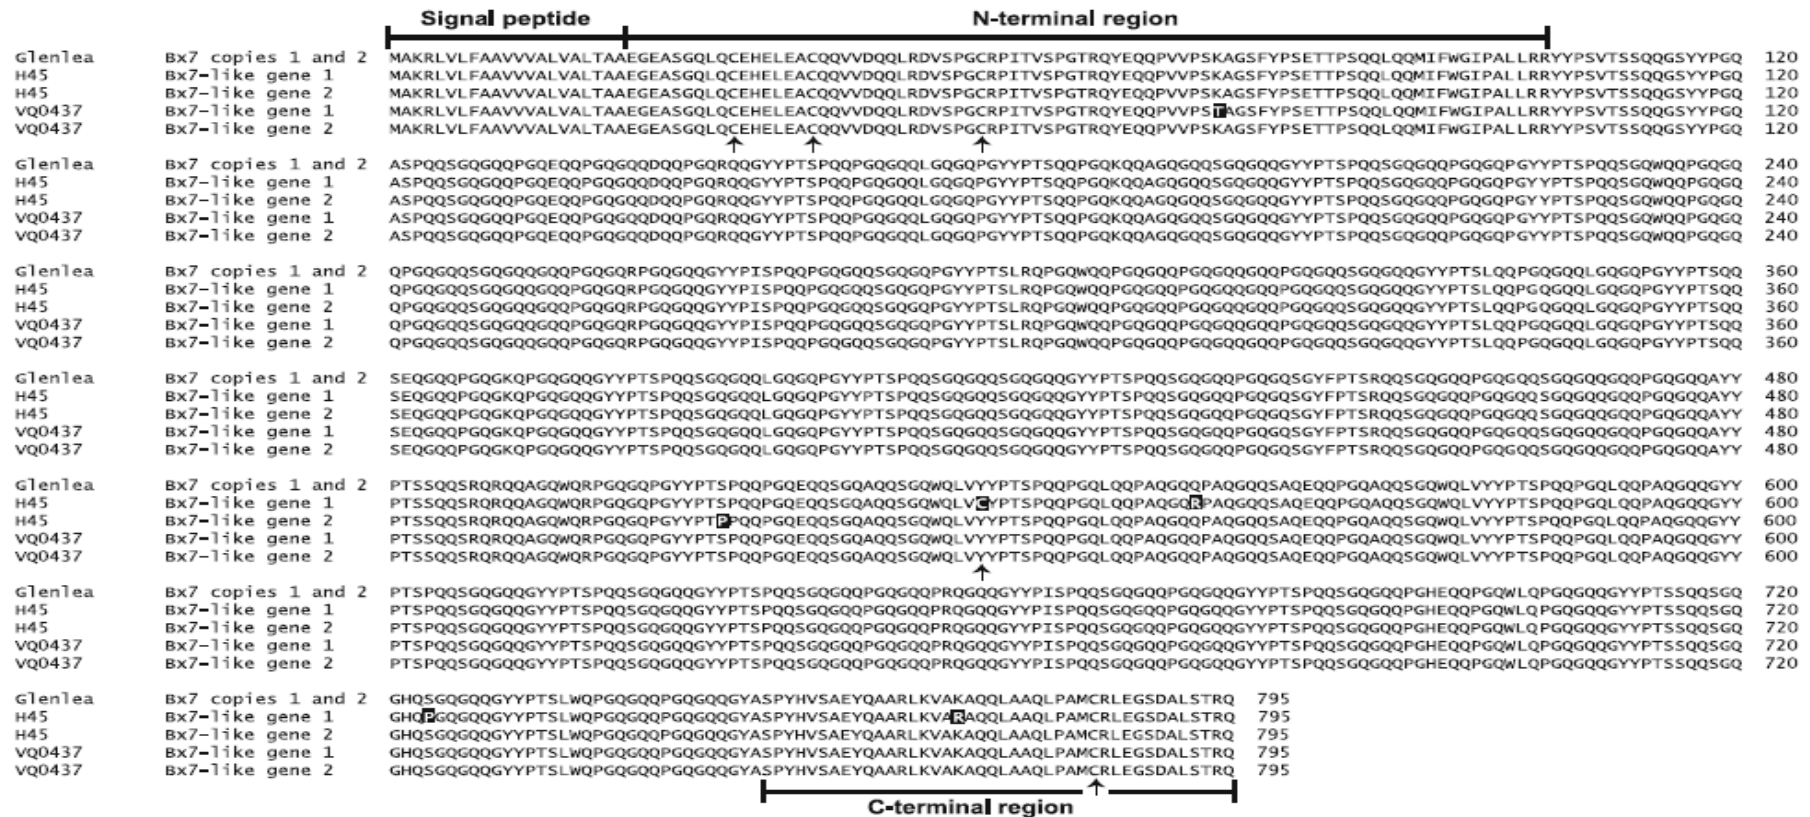 Signal peptide N-terminal region
Glenlea Bx7 copies 1 and 2 MAKRLVLFAAVVVALVALTAAEGEASGQLQCEHELEACQQVVDQQLRDVSPGCRPITVSPGTRQYEQQPVVPSKAGSFYPSETTPSQQLQQMIFWGIPALLRRYYPSVTSSQQGSYYPGQ 120
H45 Bx7-like gene 1 MAKRLVLFAAVVVALVALTAAEGEASGQLQCEHELEACQQVVDQQLRDVSPGCRPITVSPGTRQYEQQPVVPSKAGSFYPSETTPSQQLQQMIFWGIPALLRRYYPSVTSSQQGSYYPGQ 120
H45 Bx7-like gene 2 MAKRLVLFAAVVVALVALTAAEGEASGQLQCEHELEACQQVVDQQLRDVSPGCRPITVSPGTRQYEQQPVVPSKAGSFYPSETTPSQQLQQMIFWGIPALLRRYYPSVTSSQQGSYYPGQ 120
VQ0437 Bx7-like gene 1 MAKRLVLFAAVVVALVALTAAEGEASGQLQCEHELEACQQVVDQQLRDVSPGCRPITVSPGTRQYEQQPVVPSTAGSFYPSETTPSQQLQQMIFWGIPALLRRYYPSVTSSQQGSYYPGQ 120
VQ0437 Bx7-like gene 2 MAKRLVLFAAVVVALVALTAAEGEASGQLQCEHELEACQQVVDQQLRDVSPGCRPITVSPGTRQYEQQPVVPSKAGSFYPSETTPSQQLQQMIFWGIPALLRRYYPSVTSSQQGSYYPGQ 120
Glenlea Bx7 copies 1 and 2 ASPQQSGQGQQPGQEQQPGQGQQDQQPGQRQQGYYPTSPQQPGQGQQLGQGQPGYYPTSQQPGQKQQAGQGQQSGQGQQGYYPTSPQQSGQGQQPGQGQPGYYPTSPQQSGQWQQPGQGQ 240
H45 Bx7-like gene 1 ASPQQSGQGQQPGQEQQPGQGQQDQQPGQRQQGYYPTSPQQPGQGQQLGQGQPGYYPTSQQPGQKQQAGQGQQSGQGQQGYYPTSPQQSGQGQQPGQGQPGYYPTSPQQSGQWQQPGQGQ 240
H45 Bx7-like gene 2 ASPQQSGQGQQPGQEQQPGQGQQDQQPGQRQQGYYPTSPQQPGQGQQLGQGQPGYYPTSQQPGQKQQAGQGQQSGQGQQGYYPTSPQQSGQGQQPGQGQPGYYPTSPQQSGQWQQPGQGQ 240
VQ0437 Bx7-like gene 1 ASPQQSGQGQQPGQEQQPGQGQQDQQPGQRQQGYYPTSPQQPGQGQQLGQGQPGYYPTSQQPGQKQQAGQGQQSGQGQQGYYPTSPQQSGQGQQPGQGQPGYYPTSPQQSGQWQQPGQGQ 240
VQ0437 Bx7-like gene 2 ASPQQSGQGQQPGQEQQPGQGQQDQQPGQRQQGYYPTSPQQPGQGQQLGQGQPGYYPTSQQPGQKQQAGQGQQSGQGQQGYYPTSPQQSGQGQQPGQGQPGYYPTSPQQSGQWQQPGQGQ 240
Glenlea Bx7 copies 1 and 2 QPGQGQQSGQGQQGQQPGQGQRPGQGQQGYYPISPQQPGQGQQSGQGQPGYYPTSLRQPGQWQQPGQGQQPGQGQQGQQPGQGQQSGQGQQGYYPTSLQQPGQGQQLGQGQPGYYPTSQQ 360
H45 Bx7-like gene 1 QPGQGQQSGQGQQGQQPGQGQRPGQGQQGYYPISPQQPGQGQQSGQGQPGYYPTSLRQPGQWQQPGQGQQPGQGQQGQQPGQGQQSGQGQQGYYPTSLQQPGQGQQLGQGQPGYYPTSQQ 360
H45 Bx7-like gene 2 QPGQGQQSGQGQQGQQPGQGQRPGQGQQGYYPISPQQPGQGQQSGQGQPGYYPTSLRQPGQWQQPGQGQQPGQGQQGQQPGQGQQSGQGQQGYYPTSLQQPGQGQQLGQGQPGYYPTSQQ 360
VQ0437 Bx7-like gene 1 QPGQGQQSGQGQQGQQPGQGQRPGQGQQGYYPISPQQPGQGQQSGQGQPGYYPTSLRQPGQWQQPGQGQQPGQGQQGQQPGQGQQSGQGQQGYYPTSLQQPGQGQQLGQGQPGYYPTSQQ 360
VQ0437 Bx7-like gene 2 QPGQGQQSGQGQQGQQPGQGQRPGQGQQGYYPISPQQPGQGQQSGQGQPGYYPTSLRQPGQWQQPGQGQQPGQGQQGQQPGQGQQSGQGQQGYYPTSLQQPGQGQQLGQGQPGYYPTSQQ 360
Glenlea Bx7 copies 1 and 2 SEQGQQPGQGKQPGQGQQGYYPTSPQQSGQGQQLGQGQPGYYPTSPQQSGQGQQSGQGQQGYYPTSPQQSGQGQQPGQGQSGYFPTSRQQSGQGQQPGQGQQSGQGQQGQQPGQGQQAYY 480
H45 Bx7-like gene 1 SEQGQQPGQGKQPGQGQQGYYPTSPQQSGQGQQLGQGQPGYYPTSPQQSGQGQQSGQGQQGYYPTSPQQSGQGQQPGQGQSGYFPTSRQQSGQGQQPGQGQQSGQGQQGQQPGQGQQAYY 480
H45 Bx7-like gene 2 SEQGQQPGQGKQPGQGQQGYYPTSPQQSGQGQQLGQGQPGYYPTSPQQSGQGQQSGQGQQGYYPTSPQQSGQGQQPGQGQSGYFPTSRQQSGQGQQPGQGQQSGQGQQGQQPGQGQQAYY 480
VQ0437 Bx7-like gene 1 SEQGQQPGQGKQPGQGQQGYYPTSPQQSGQGQQLGQGQPGYYPTSPQQSGQGQQSGQGQQGYYPTSPQQSGQGQQPGQGQSGYFPTSRQQSGQGQQPGQGQQSGQGQQGQQPGQGQQAYY 480
VQ0437 Bx7-like gene 2 SEQGQQPGQGKQPGQGQQGYYPTSPQQSGQGQQLGQGQPGYYPTSPQQSGQGQQSGQGQQGYYPTSPQQSGQGQQPGQGQSGYFPTSRQQSGQGQQPGQGQQSGQGQQGQQPGQGQQAYY 480
Glenlea Bx7 copies 1 and 2 PTSSQQSRQRQQAGQWQRPGQGQPGYYPTSPQQPGQEQQSGQAQQSGQWQLVYYPTSPQQPGQLQQPAQGQQPAQGQQSAQEQQPGQAQQSGQWQLVYYPTSPQQPGQLQQPAQGQQGYY 600
H45 Bx7-like gene 1 PTSSQQSRQRQQAGQWQRPGQGQPGYYPTSPQQPGQEQQSGQAQQSGQWQLVCYPTSPQQPGQLQQPAQGQRPAQGQQSAQEQQPGQAQQSGQWQLVYYPTSPQQPGQLQQPAQGQQGYY 600
H45 Bx7-like gene 2 PTSSQQSRQRQQAGQWQRPGQGQPGYYPTPPQQPGQEQQSGQAQQSGQWQLVYYPTSPQQPGQLQQPAQGQQPAQGQQSAQEQQPGQAQQSGQWQLVYYPTSPQQPGQLQQPAQGQQGYY 600
VQ0437 Bx7-like gene 1 PTSSQQSRQRQQAGQWQRPGQGQPGYYPTSPQQPGQEQQSGQAQQSGQWQLVYYPTSPQQPGQLQQPAQGQQPAQGQQSAQEQQPGQAQQSGQWQLVYYPTSPQQPGQLQQPAQGQQGYY 600
VQ0437 Bx7-like gene 2 PTSSQQSRQRQQAGQWQRPGQGQPGYYPTSPQQPGQEQQSGQAQQSGQWQLVYYPTSPQQPGQLQQPAQGQQPAQGQQSAQEQQPGQAQQSGQWQLVYYPTSPQQPGQLQQPAQGQQGYY 600
Glenlea Bx7 copies 1 and 2 PTSPQQSGQGQQGYYPTSPQQSGQGQQGYYPTSPQQSGQGQQPGQGQQPRQGQQGYYPISPQQSGQGQQPGQGQQGYYPTSPQQSGQGQQPGHEQQPGQWLQPGQGQQGYYPTSSQQSGQ 720
H45 Bx7-like gene 1 PTSPQQSGQGQQGYYPTSPQQSGQGQQGYYPTSPQQSGQGQQPGQGQQPRQGQQGYYPISPQQSGQGQQPGQGQQGYYPTSPQQSGQGQQPGHEQQPGQWLQPGQGQQGYYPTSSQQSGQ 720
H45 Bx7-like gene 2 PTSPQQSGQGQQGYYPTSPQQSGQGQQGYYPTSPQQSGQGQQPGQGQQPRQGQQGYYPISPQQSGQGQQPGQGQQGYYPTSPQQSGQGQQPGHEQQPGQWLQPGQGQQGYYPTSSQQSGQ 720
VQ0437 Bx7-like gene 1 PTSPQQSGQGQQGYYPTSPQQSGQGQQGYYPTSPQQSGQGQQPGQGQQPRQGQQGYYPISPQQSGQGQQPGQGQQGYYPTSPQQSGQGQQPGHEQQPGQWLQPGQGQQGYYPTSSQQSGQ 720
VQ0437 Bx7-like gene 2 PTSPQQSGQGQQGYYPTSPQQSGQGQQGYYPTSPQQSGQGQQPGQGQQPRQGQQGYYPISPQQSGQGQQPGQGQQGYYPTSPQQSGQGQQPGHEQQPGQWLQPGQGQQGYYPTSSQQSGQ 720
Glenlea Bx7 copies 1 and 2 GHQSGQGQQGYYPTSLWQPGQGQQPGQGQQGYASPYHVSAEYQAARLKVAKAQQLAAQLPAMCRLEGSDALSTRQ 795
H45 Bx7-like gene 1 GHQPGQGQQGYYPTSLWQPGQGQQPGQGQQGYASPYHVSAEYQAARLKVARAQQLAAQLPAMCRLEGSDALSTRQ 795
H45 Bx7-like gene 2 GHQSGQGQQGYYPTSLWQPGQGQQPGQGQQGYASPYHVSAEYQAARLKVAKAQQLAAQLPAMCRLEGSDALSTRQ 795
VQ0437 Bx7-like gene 1 GHQSGQGQQGYYPTSLWQPGQGQQPGQGQQGYASPYHVSAEYQAARLKVAKAQQLAAQLPAMCRLEGSDALSTRQ 795
VQ0437 Bx7-like gene 2 GHQSGQGQQGYYPTSLWQPGQGQQPGQGQQGYASPYHVSAEYQAARLKVAKAQQLAAQLPAMCRLEGSDALSTRQ 795
C-terminal region